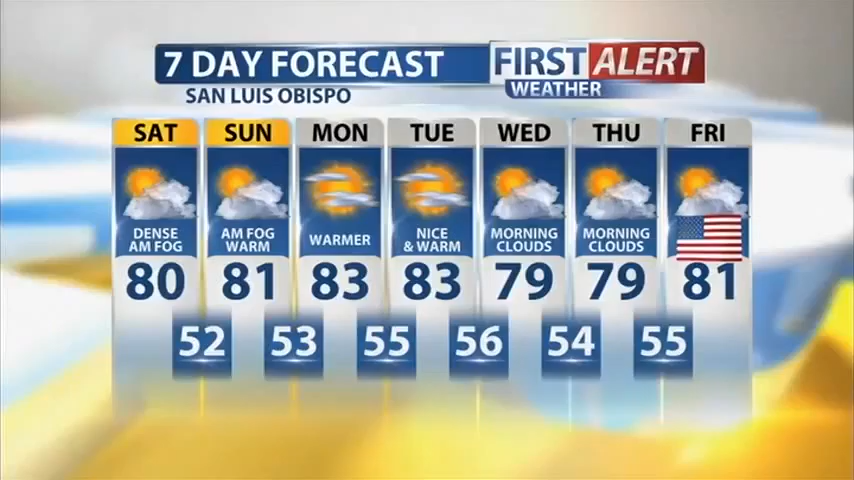 7 DAY FORECAST
FIRST ALERT
WEATHER
SAN LUIS OBISPO
SAT SUN MON TUE WED THU FRI
DENSE AM FOG
AM FOG WARM
WARMER
NICE & WARM
MORNING CLOUDS
MORNING CLOUDS
80 81 83 83 79 79 81
52 53 55 56 54 55